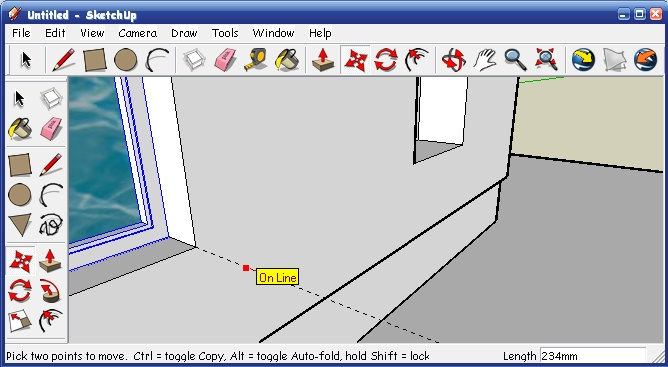 Untitled - SketchUp
File Edit View Camera Draw Tools Window Help
On Line
Pick two points to move. Ctrl = toggle Copy, Alt = toggle Auto-fold, hold Shift = lock Length 234mm